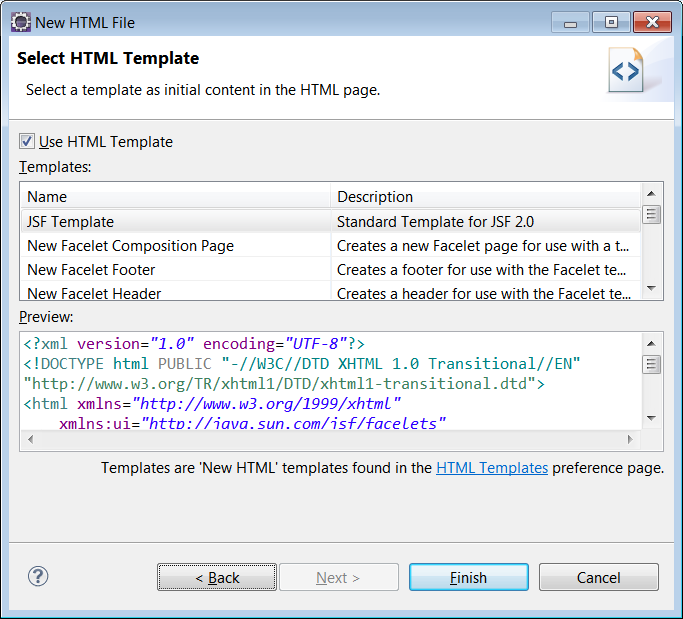 New HTML File
Select HTML Template
Select a template as initial content in the HTML page.
Use HTML Template
Templates:
Name Description
JSF Template Standard Template for JSF 2.0
New Facelet Composition Page Creates a new Facelet page for use with a t...
New Facelet Footer Creates a footer for use with the Facelet te...
New Facelet Header Creates a header for use with the Facelet te...
Preview:
<?xml version="1.0" encoding="UTF-8"?>
<!DOCTYPE html PUBLIC "-//W3C//DTD XHTML 1.0 Transitional//EN"
"http://www.w3.org/TR/xhtml1/DTD/xhtml1-transitional.dtd">
<html xmlns="http://www.w3.org/1999/xhtml"
xmlns:ui="http://java.sun.com/jsf/facelets"
Templates are 'New HTML' templates found in the HTML Templates preference page.
? < Back Next > Finish Cancel